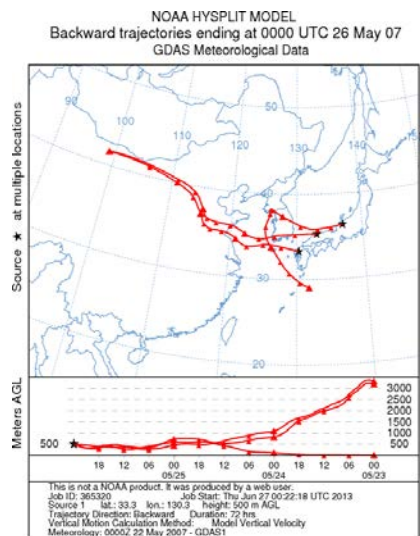 NOAA HYSPLIT MODEL
Backward trajectories ending at 0000 UTC 26 May 07
GDAS Meteorological Data
Source ★ at multiple locations
90
100
110
120
130
140
150
50
40
30
20
Meters AGL
500
3000
2500
2000
1500
1000
500
18 12 06 00 18 12 06 00 18 12 06 00
05/25 05/24 05/23
This is not a NOAA product. It was produced by a web user.
Job ID: 365320 Job Start: Thu Jun 27 00:22:18 UTC 2013
Source 1 lat.: 33.3 lon.: 130.3 height: 500 m AGL
Trajectory Direction: Backward Duration: 72 hrs
Vertical Motion Calculation Method: Model Vertical Velocity
Meteorology: 0000Z 22 May 2007 - GDAS1